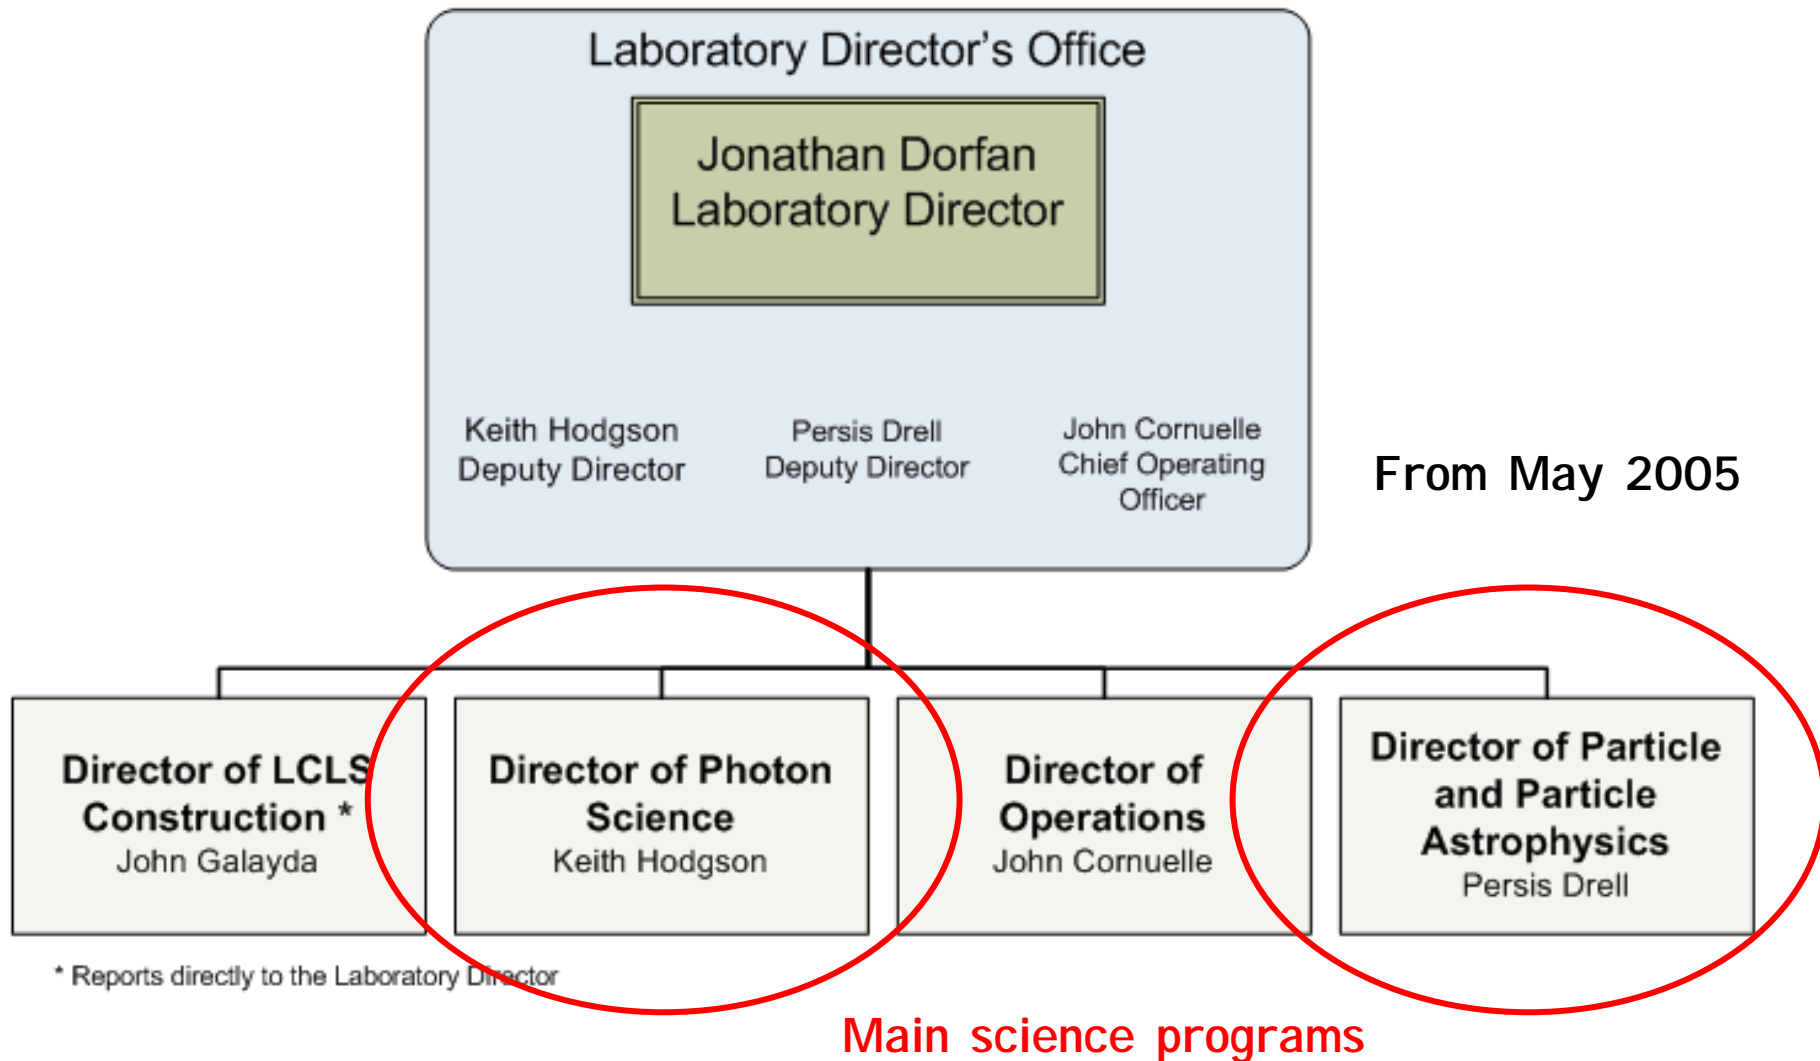 Laboratory Director's Office
Jonathan Dorfan
Laboratory Director
Keith Hodgson
Deputy Director
Persis Drell
Deputy Director
John Cornuelle
Chief Operating
Officer
From May 2005
Director of LCLS
Construction *
John Galayda
Director of Photon
Science
Keith Hodgson
Director of
Operations
John Cornuelle
Director of Particle
and Particle
Astrophysics
Persis Drell
* Reports directly to the Laboratory Director
Main science programs